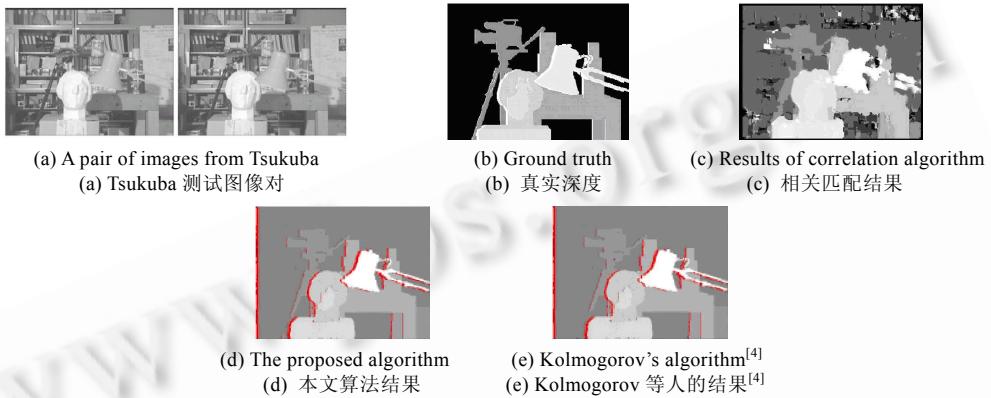 (a) A pair of images from Tsukuba
(a) Tsukuba 测试图像对
(b) Ground truth
(b) 真实深度
(c) Results of correlation algorithm
(c) 相关匹配结果
(d) The proposed algorithm
(d) 本文算法结果
(e) Kolmogorov's algorithm[4]
(e) Kolmogorov 等人的结果[4]